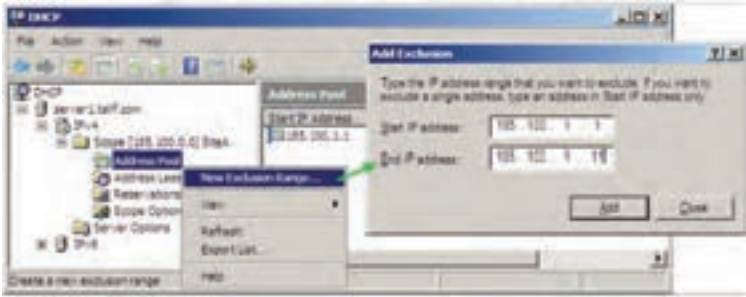 DHCP
File Action View Help
DHCP
IPv4
SiteA
Address Pool
Address Leas
Reservations
Scope Option
Server Options
IPv6
Address Pool
Start IP Address
New Exclusion Range...
View
Refresh
Export List...
Help
Create a new exclusion range
Add Exclusion
Type the IP address range that you want to exclude. If you want to
exclude a single address, type an address in Start IP address only.
Start IP address:
End IP address:
Add Close